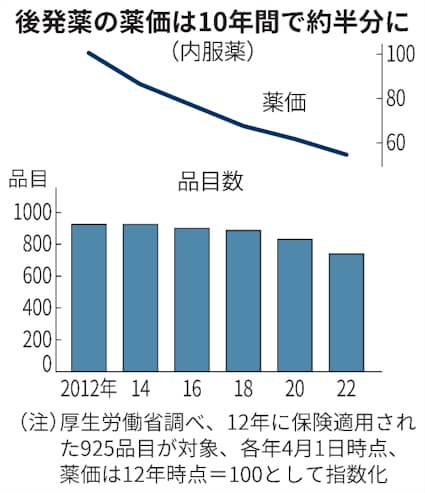 後発薬の薬価は10年間で約半分に
（内服薬）
100
薬価
80
60
品目
品目数
1000
800
600
400
200
0
2012年 14 16 18 20 22
（注）厚生労働省調べ、12年に保険適用され
た925品目が対象、各年4月1日時点、
薬価は12年時点＝100として指数化